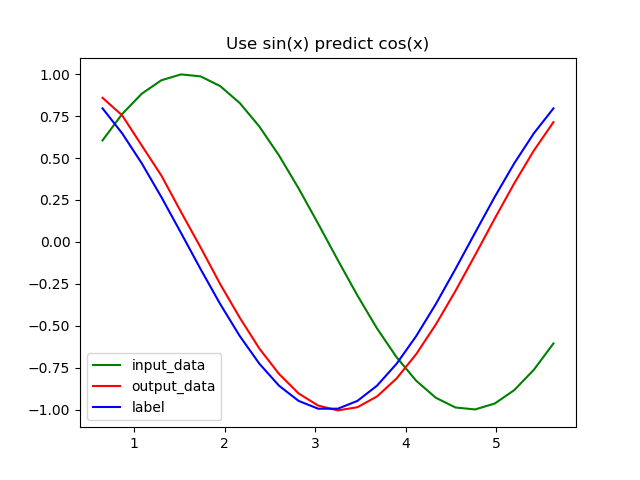 Use sin(x) predict cos(x)
1.00
0.75
0.50
0.25
0.00
−0.25
−0.50
−0.75
−1.00
input_data
output_data
label
1 2 3 4 5